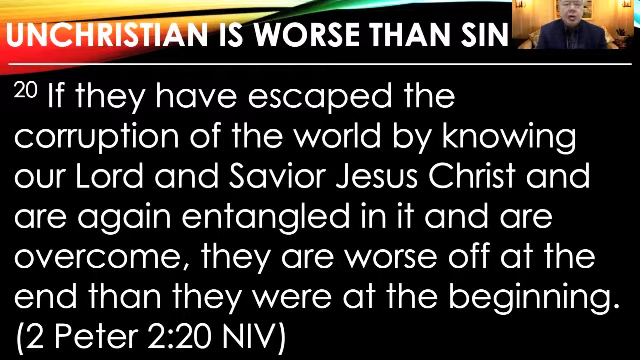 UNCHRISTIAN IS WORSE THAN SIN
20 If they have escaped the
corruption of the world by knowing
our Lord and Savior Jesus Christ and
are again entangled in it and are
overcome, they are worse off at the
end than they were at the beginning.
(2 Peter 2:20 NIV)